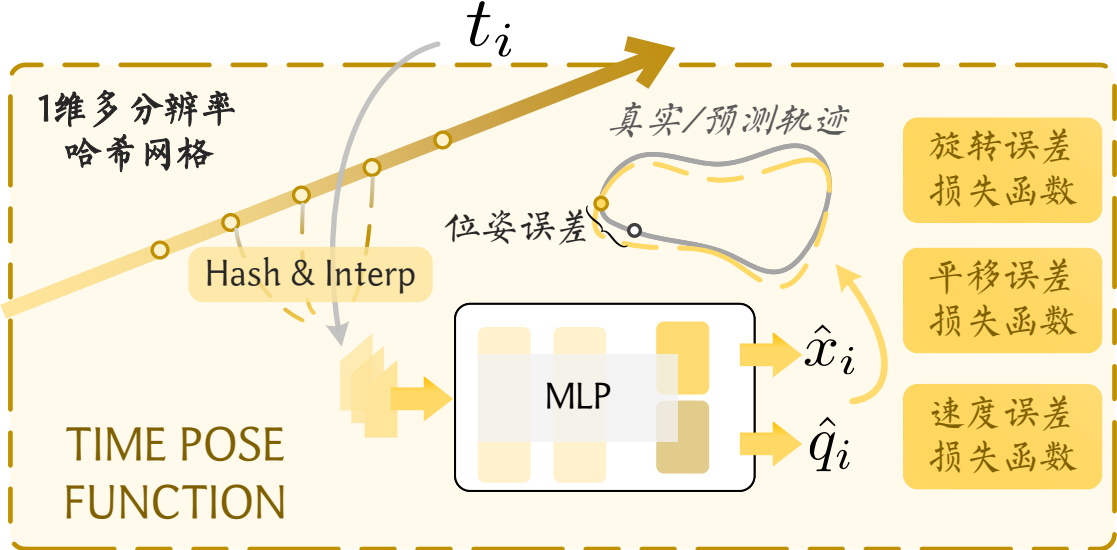 t_i
1维多分辨率
哈希网格
真实/预测轨迹
位姿误差
Hash & Interp
MLP
x̂_i
q̂_i
TIME POSE
FUNCTION
旋转误差
损失函数
平移误差
损失函数
速度误差
损失函数